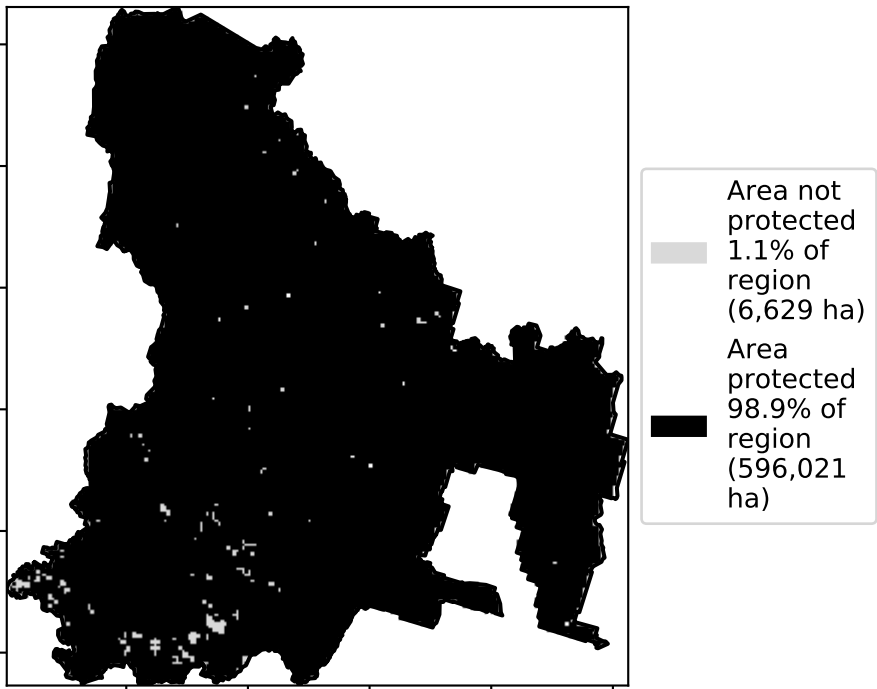 Area not
protected
1.1% of
region
(6,629 ha)
Area
protected
98.9% of
region
(596,021
ha)